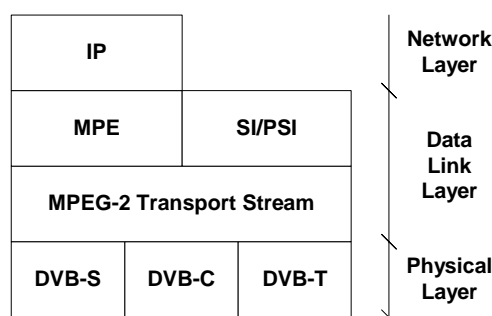 IP
Network
Layer
MPE
SI/PSI
Data
Link
Layer
MPEG-2 Transport Stream
DVB-S
DVB-C
DVB-T
Physical
Layer